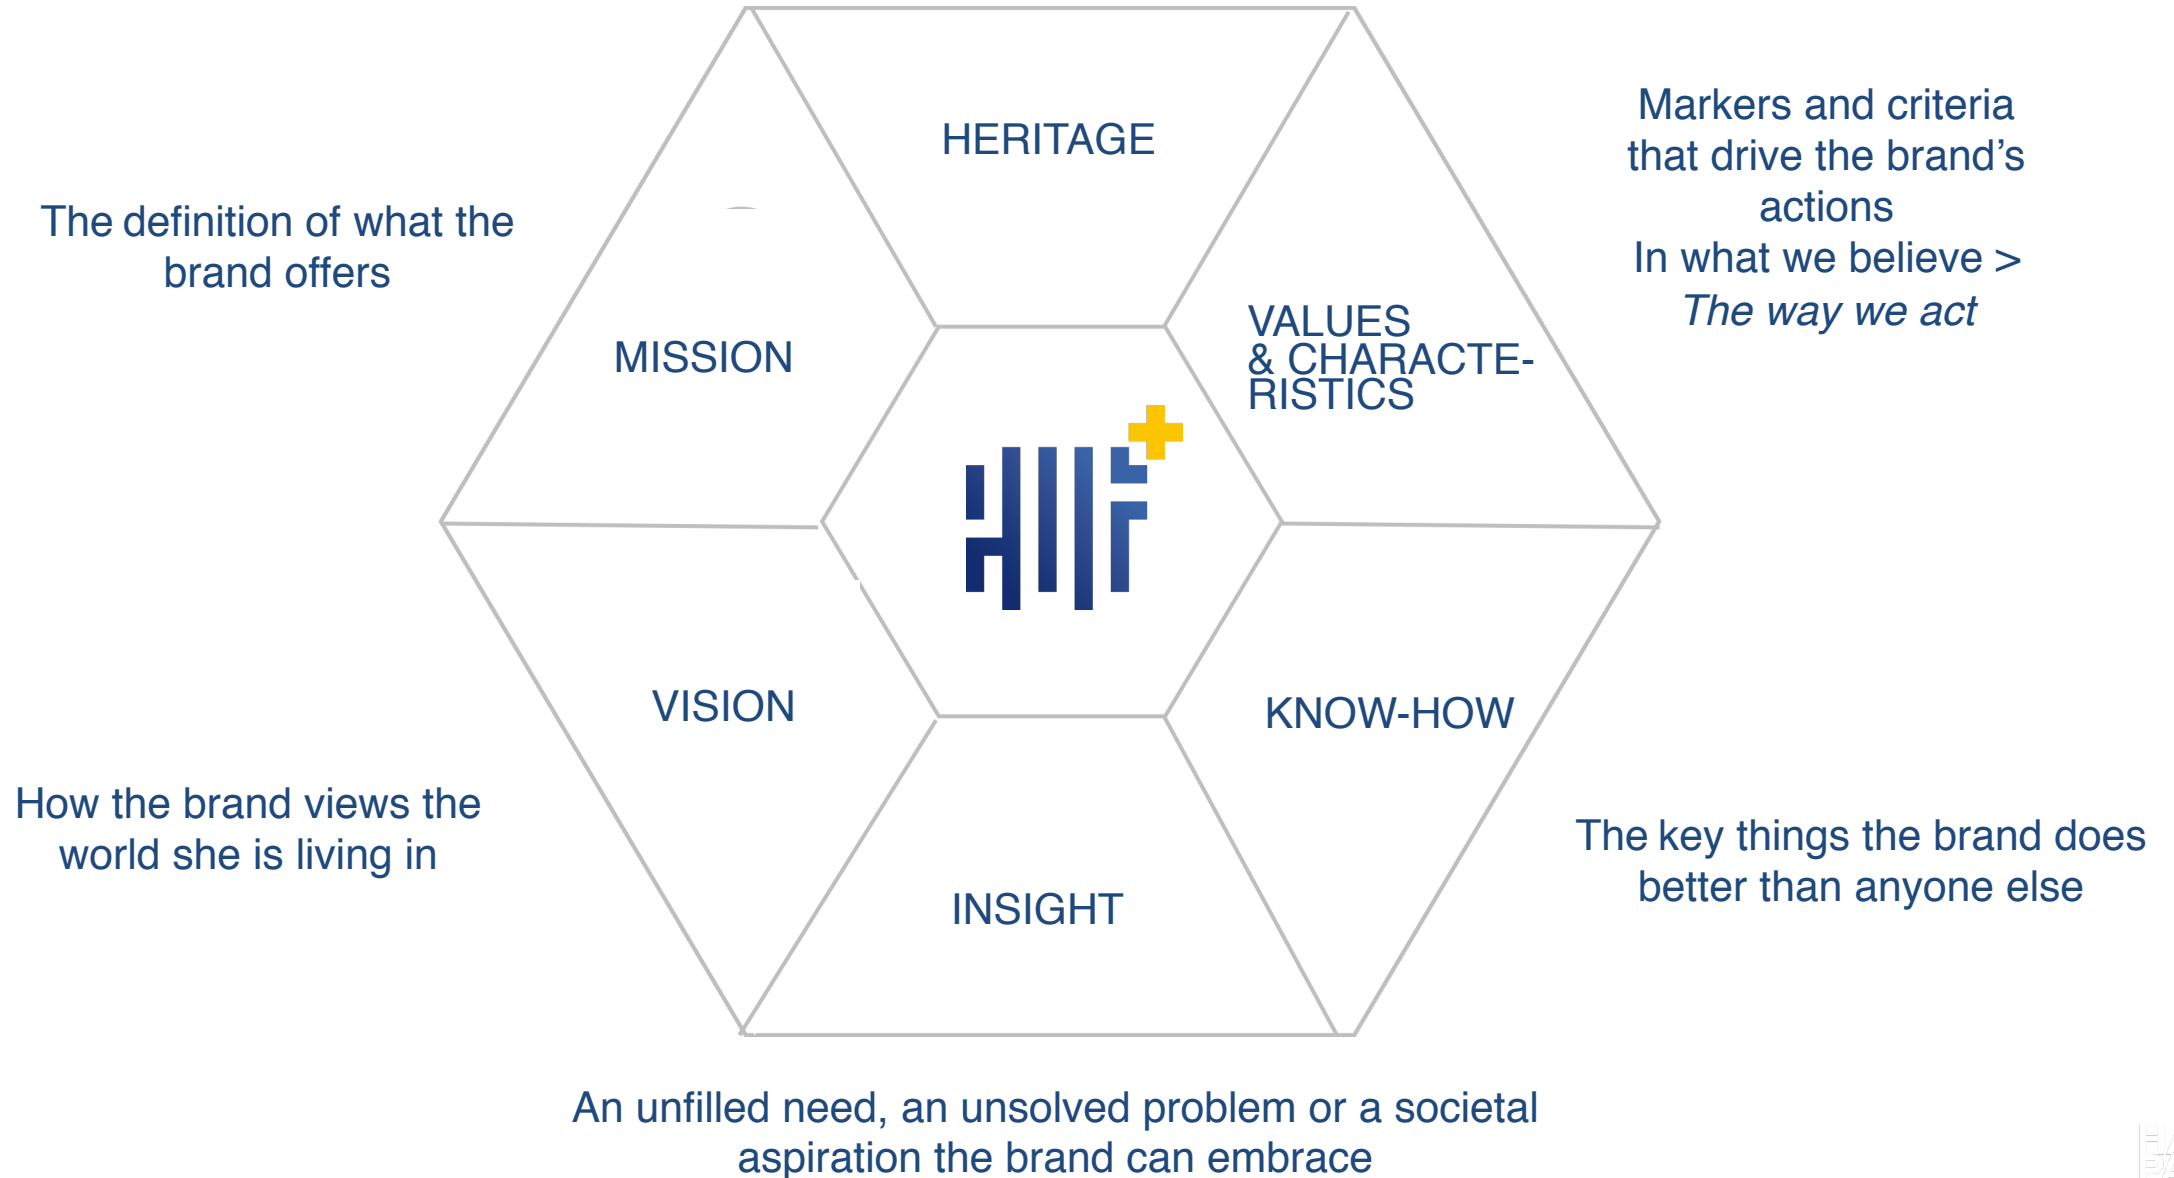 HERITAGE
Markers and criteria
that drive the brand’s
actions
In what we believe >
The way we act
The definition of what the
brand offers
MISSION
VALUES
& CHARACTE-
RISTICS
VISION
KNOW-HOW
How the brand views the
world she is living in
The key things the brand does
better than anyone else
INSIGHT
An unfilled need, an unsolved problem or a societal
aspiration the brand can embrace